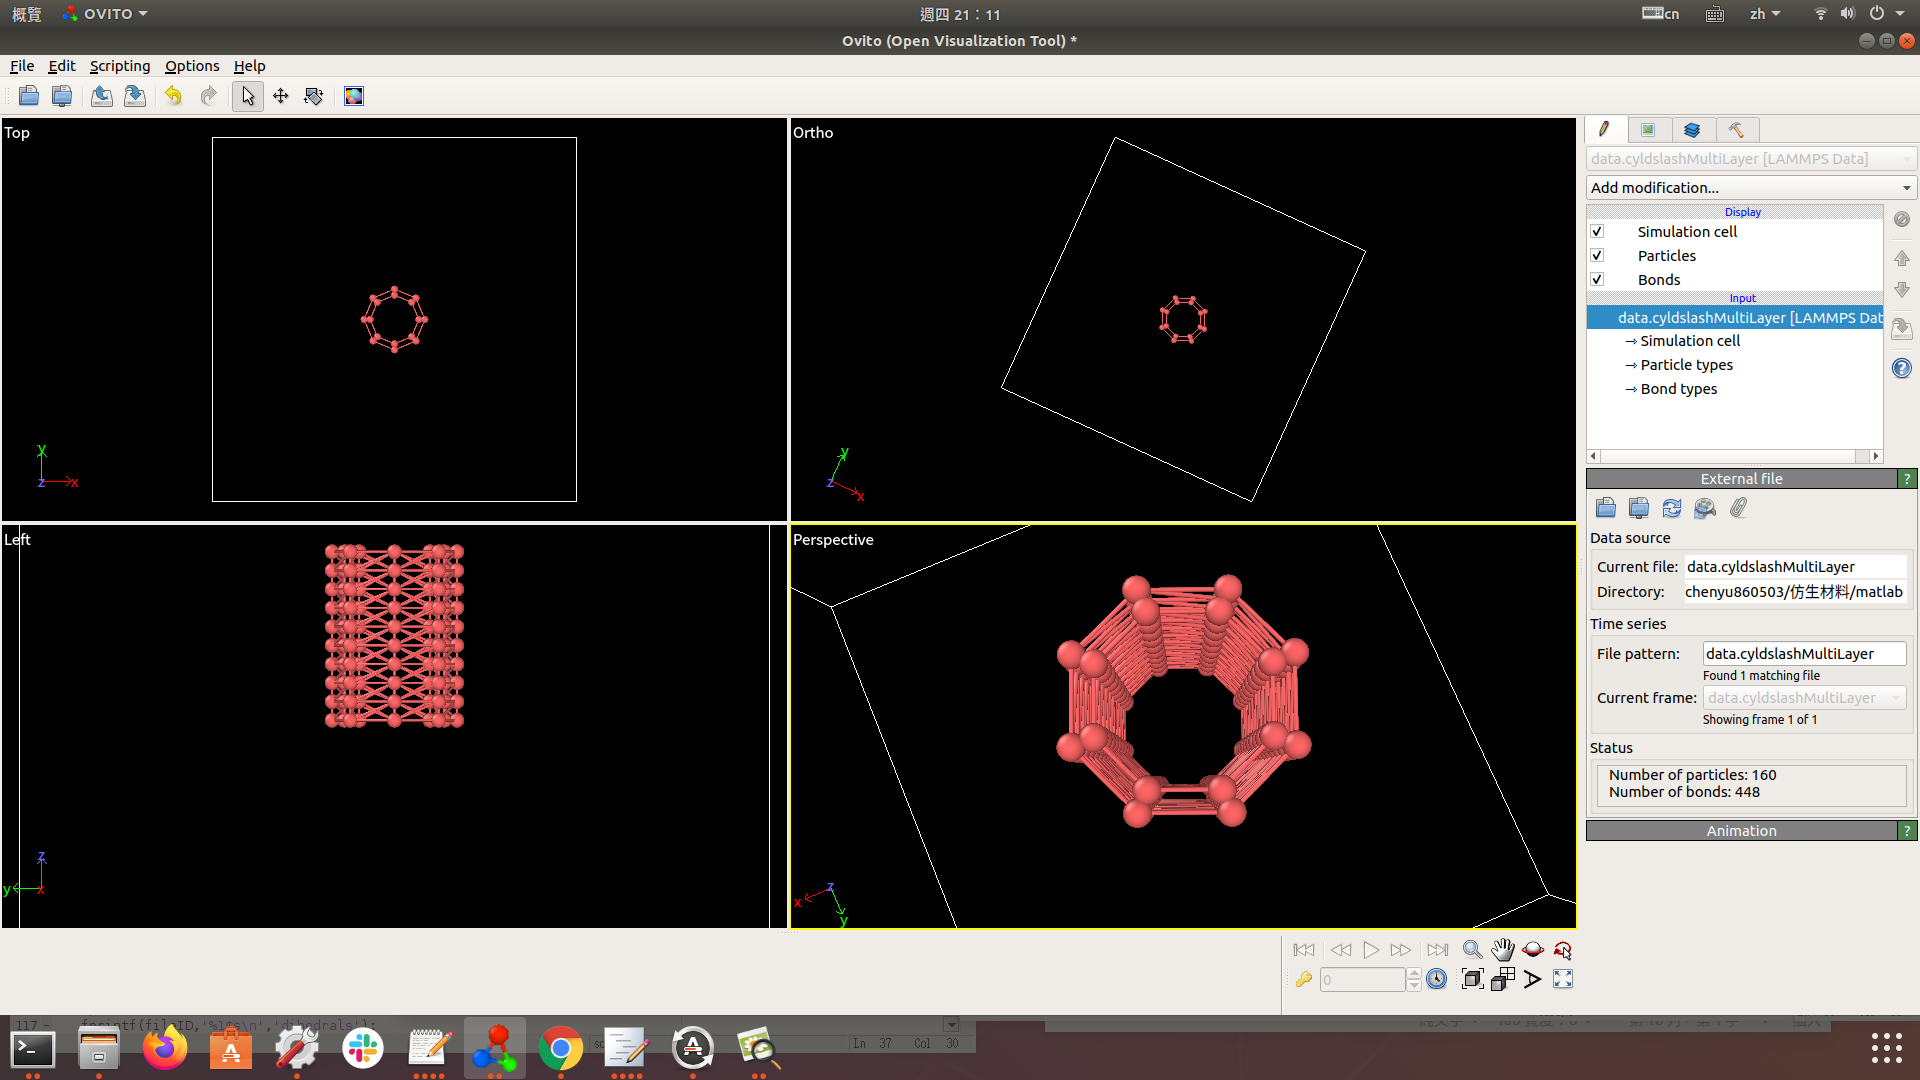 概覽
OVITO
週四 21：11
cn
zh
Ovito (Open Visualization Tool) *
File Edit Scripting Options Help
Top
y
z
x
Ortho
y
z
x
Left
z
y
x
Perspective
z
x
y
data.cyldslashMultiLayer [LAMMPS Data]
Add modification...
Display
Simulation cell
Particles
Bonds
Input
data.cyldslashMultiLayer [LAMMPS Dat
→ Simulation cell
→ Particle types
→ Bond types
External file
?
Data source
Current file: data.cyldslashMultiLayer
Directory: chenyu860503/仿生材料/matlab
Time series
File pattern: data.cyldslashMultiLayer
Found 1 matching file
Current frame: data.cyldslashMultiLayer
Showing frame 1 of 1
Status
Number of particles: 160
Number of bonds: 448
Animation
?
0
Ln 37 Col 30